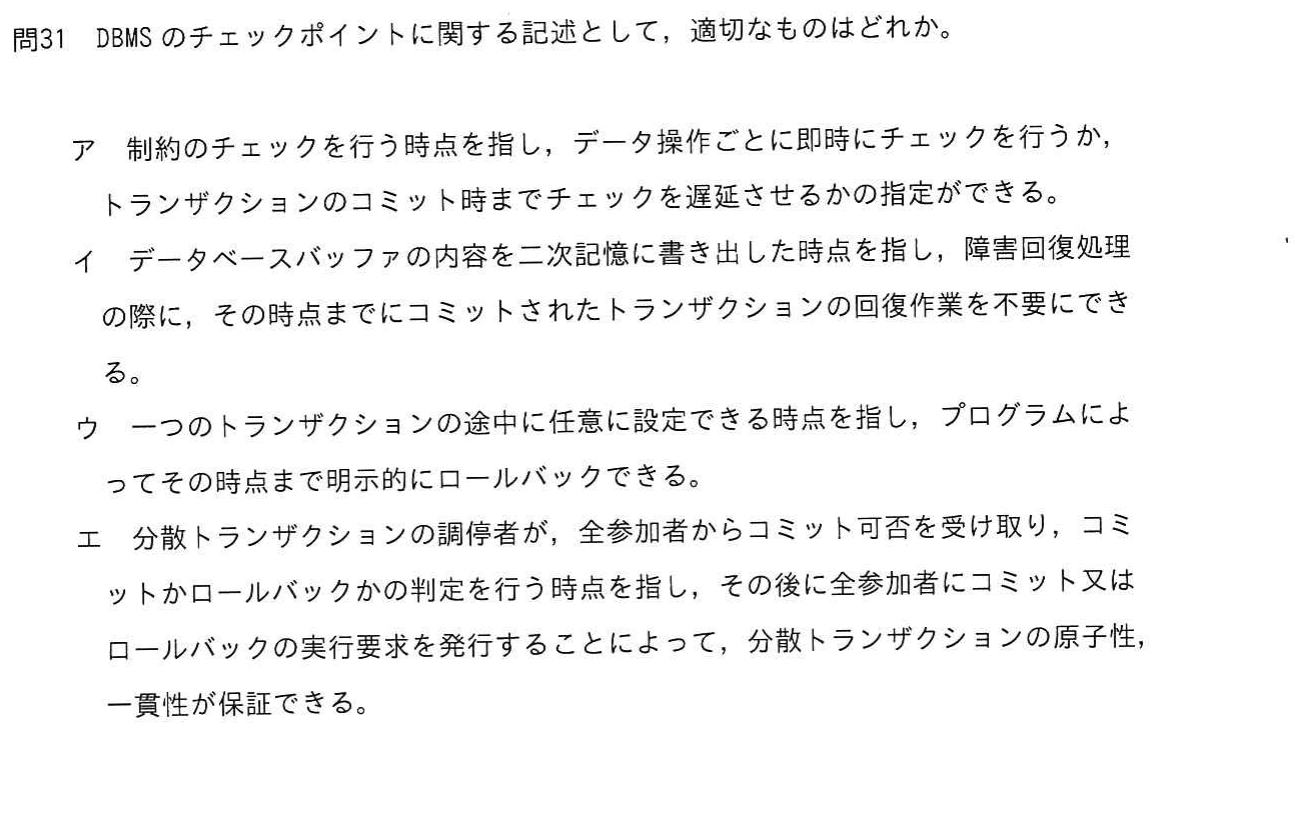 問31　DBMS のチェックポイントに関する記述として，適切なものはどれか。
ア　制約のチェックを行う時点を指し，データ操作ごとに即時にチェックを行うか，
トランザクションのコミット時までチェックを遅延させるかの指定ができる。
イ　データベースバッファの内容を二次記憶に書き出した時点を指し，障害回復処理
の際に，その時点までにコミットされたトランザクションの回復作業を不要にでき
る。
ウ　一つのトランザクションの途中に任意に設定できる時点を指し，プログラムによ
ってその時点まで明示的にロールバックできる。
エ　分散トランザクションの調停者が，全参加者からコミット可否を受け取り，コミ
ットかロールバックかの判定を行う時点を指し，その後に全参加者にコミット又は
ロールバックの実行要求を発行することによって，分散トランザクションの原子性，
一貫性が保証できる。